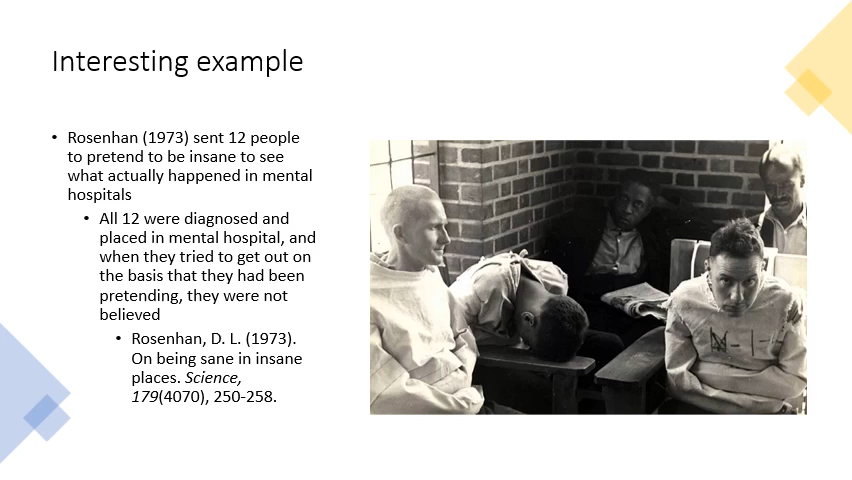 Interesting example
• Rosenhan (1973) sent 12 people
to pretend to be insane to see
what actually happened in mental
hospitals
• All 12 were diagnosed and
placed in mental hospital, and
when they tried to get out on
the basis that they had been
pretending, they were not
believed
• Rosenhan, D. L. (1973).
On being sane in insane
places. Science,
179(4070), 250-258.